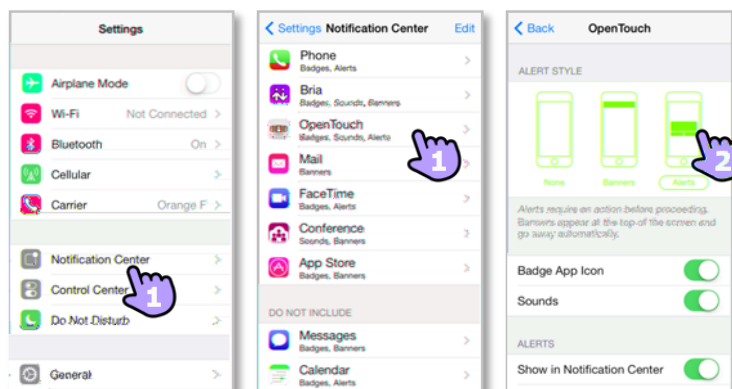 Settings
Airplane Mode
Wi-Fi Not Connected
Bluetooth On
Cellular
Carrier Orange F
Notification Center
Control Center
Do Not Disturb
General
1
Settings Notification Center Edit
Phone
Badges, Alerts
Bria
Badges, Sounds, Banners
OpenTouch
Badges, Sounds, Alerts
Mail
Banners
FaceTime
Badges, Alerts
Conference
Sounds, Banners
App Store
Badges, Banners
DO NOT INCLUDE
Messages
Badges, Banners
Calendar
Badges, Alerts
1
Back OpenTouch
ALERT STYLE
None Banners Alerts
2
Alerts require an action before proceeding.
Banners appear at the top of the screen and
go away automatically.
Badge App Icon
Sounds
ALERTS
Show in Notification Center